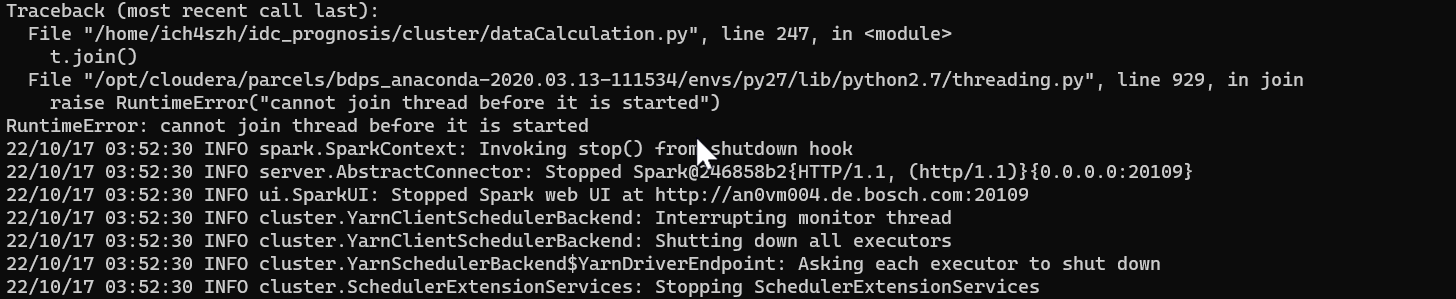 Traceback (most recent call last):
File "/home/ich4szh/idc_prognosis/cluster/dataCalculation.py", line 247, in <module>
t.join()
File "/opt/cloudera/parcels/bdps_anaconda-2020.03.13-111534/envs/py27/lib/python2.7/threading.py", line 929, in join
raise RuntimeError("cannot join thread before it is started")
RuntimeError: cannot join thread before it is started
22/10/17 03:52:30 INFO spark.SparkContext: Invoking stop() from shutdown hook
22/10/17 03:52:30 INFO server.AbstractConnector: Stopped Spark@246858b2{HTTP/1.1, (http/1.1)}{0.0.0.0:20109}
22/10/17 03:52:30 INFO ui.SparkUI: Stopped Spark web UI at http://an0vm004.de.bosch.com:20109
22/10/17 03:52:30 INFO cluster.YarnClientSchedulerBackend: Interrupting monitor thread
22/10/17 03:52:30 INFO cluster.YarnClientSchedulerBackend: Shutting down all executors
22/10/17 03:52:30 INFO cluster.YarnSchedulerBackend$YarnDriverEndpoint: Asking each executor to shut down
22/10/17 03:52:30 INFO cluster.SchedulerExtensionServices: Stopping SchedulerExtensionServices